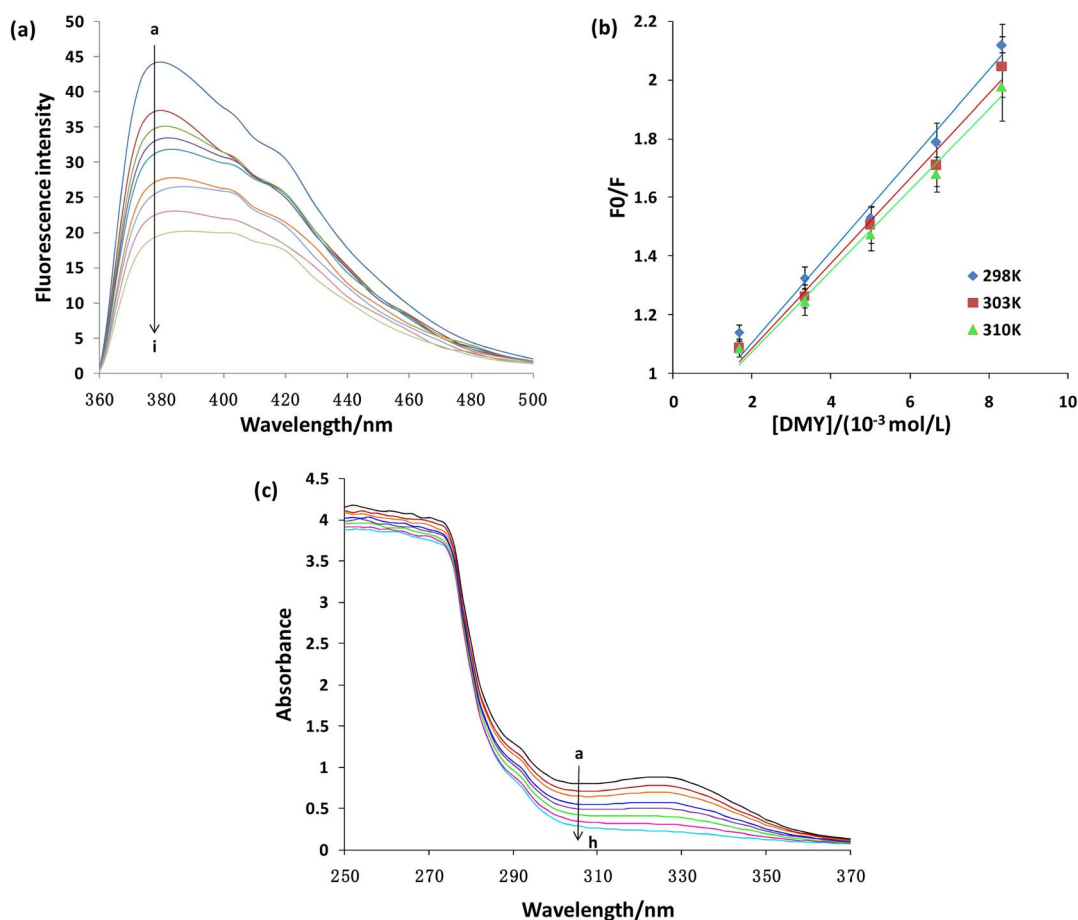 (a)
50
45
40
35
30
25
20
15
10
5
0
a
i
360 380 400 420 440 460 480 500
Wavelength/nm
Fluorescence intensity
(b)
2.2
2
1.8
1.6
1.4
1.2
1
298K
303K
310K
0 2 4 6 8 10
[DMY]/(10⁻³ mol/L)
F0/F
(c)
4.5
4
3.5
3
2.5
2
1.5
1
0.5
0
a
h
250 270 290 310 330 350 370
Wavelength/nm
Absorbance